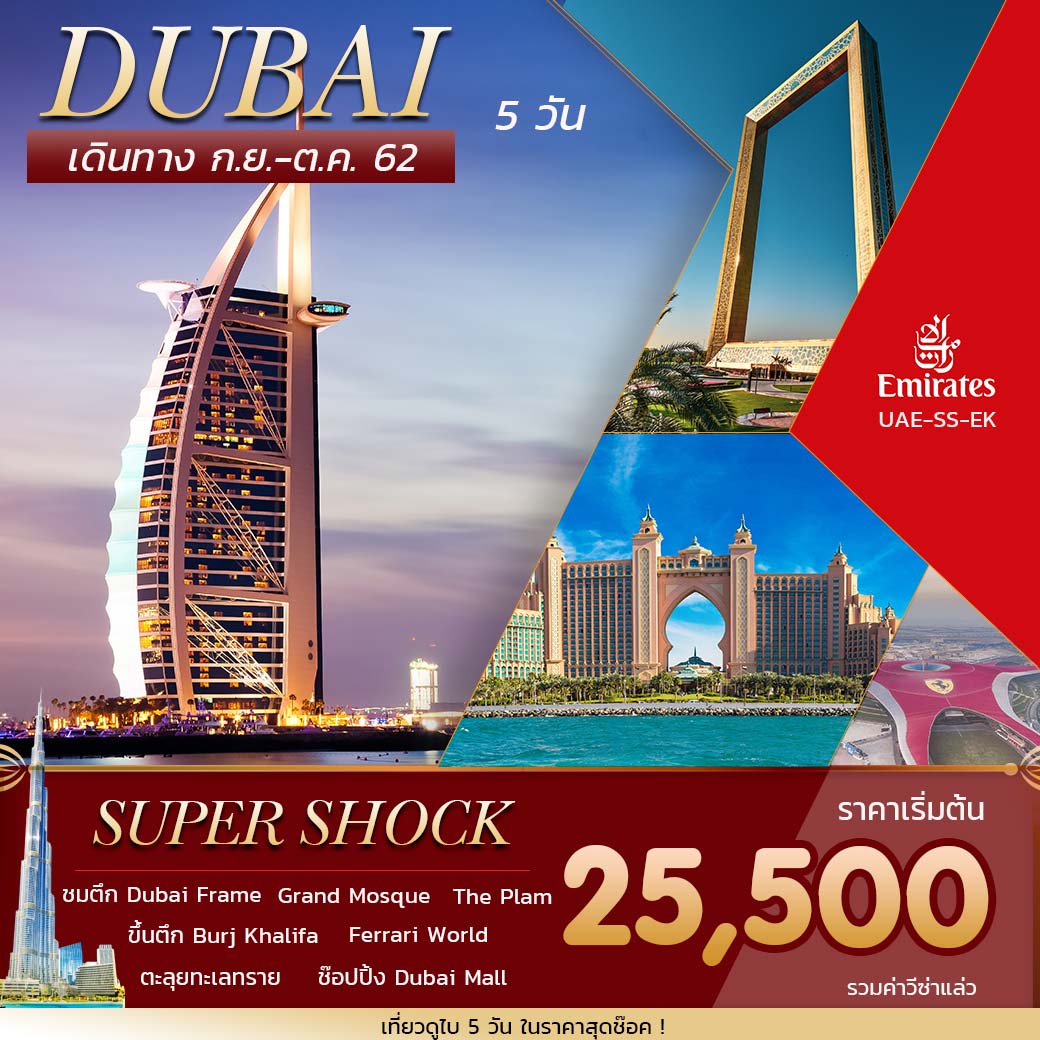 DUBAI
5 วัน
เดินทาง ก.ย.-ต.ค. 62
Emirates
UAE-SS-EK
SUPER SHOCK
ราคาเริ่มต้น
25,500
ชมตึก Dubai Frame Grand Mosque The Plam
ขึ้นตึก Burj Khalifa Ferrari World
ตะลุยทะเลทราย ช๊อปปิ้ง Dubai Mall
รวมค่าวีซ่าแล่ว
เที่ยวดูไบ 5 วัน ในราคาสุดช๊อค !